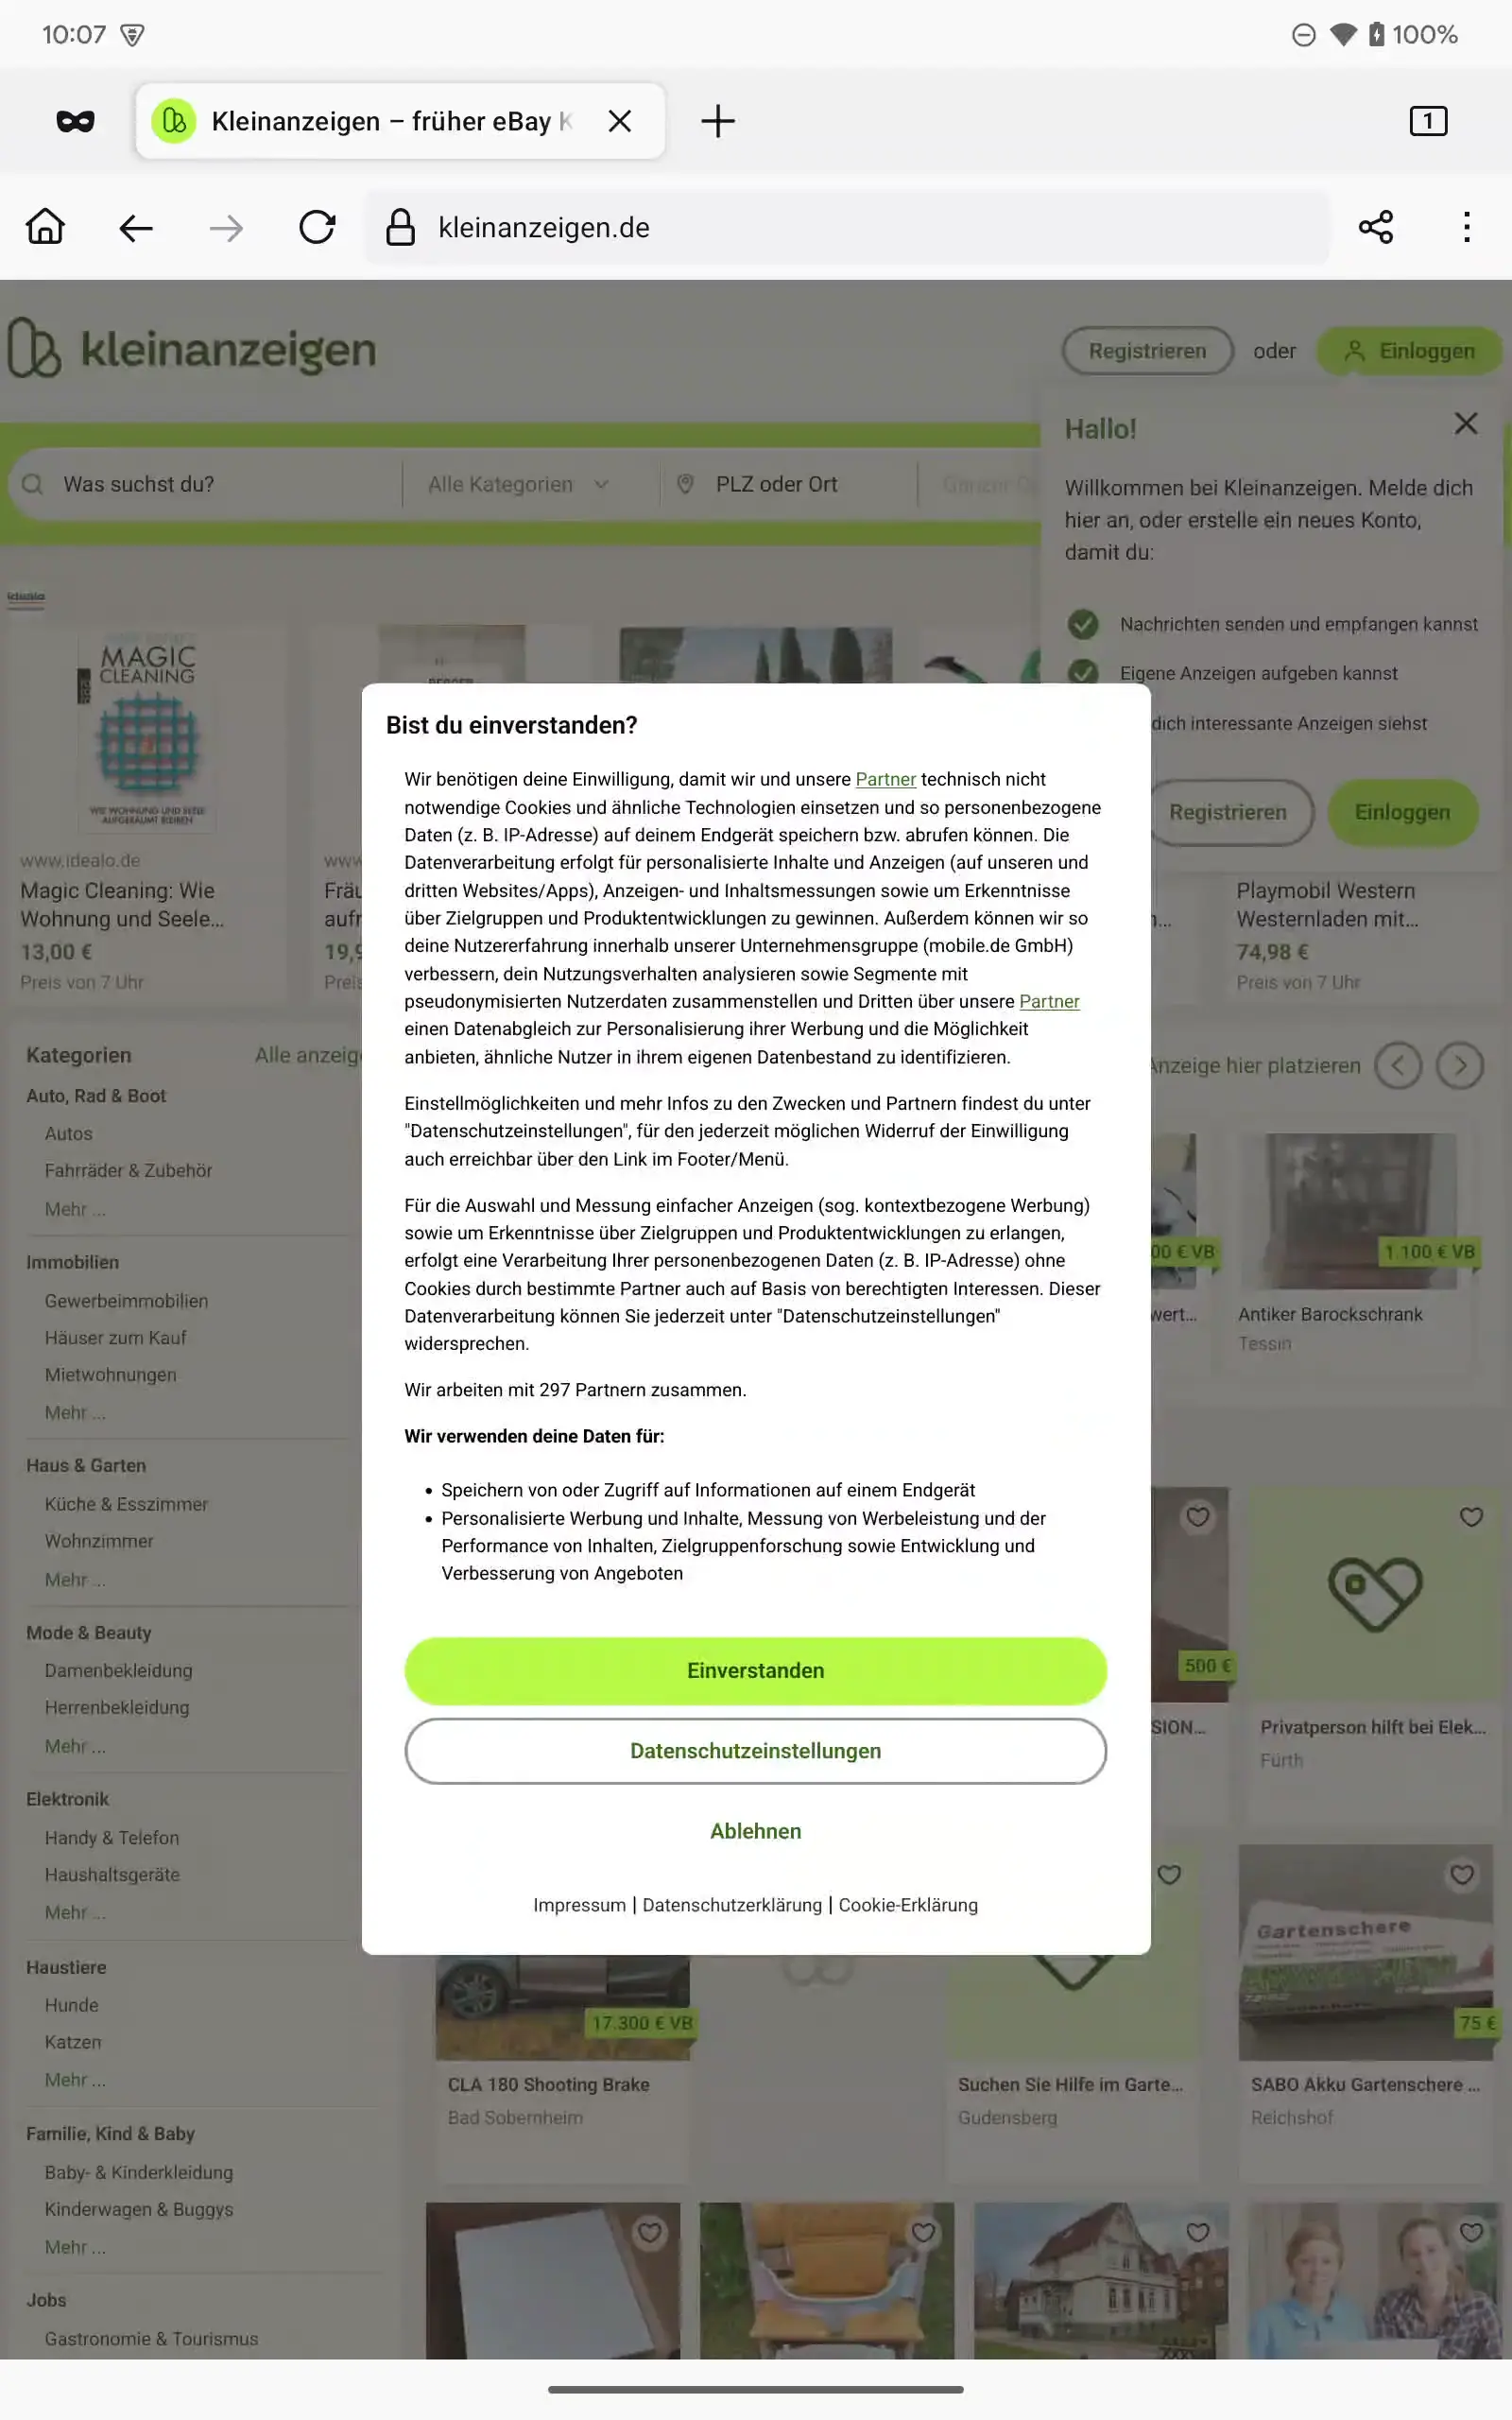 10:07
100%
Kleinanzeigen – früher eBay K
1
kleinanzeigen.de
kleinanzeigen
Registrieren oder Einloggen
Was suchst du? Alle Kategorien PLZ oder Ort
Hallo!
Willkommen bei Kleinanzeigen. Melde dich
hier an, oder erstelle ein neues Konto,
damit du:
Nachrichten senden und empfangen kannst
Eigene Anzeigen aufgeben kannst
dich interessante Anzeigen siehst
Registrieren Einloggen
idealo
MAGIC
CLEANING
WIE WOHNUNG UND SEELE
AUFGERÄUMT BLEIBEN
www.idealo.de
Magic Cleaning: Wie
Wohnung und Seele...
13,00 €
Preis von 7 Uhr
Playmobil Western
Westernladen mit...
74,98 €
Preis von 7 Uhr
Bist du einverstanden?
Wir benötigen deine Einwilligung, damit wir und unsere Partner technisch nicht
notwendige Cookies und ähnliche Technologien einsetzen und so personenbezogene
Daten (z. B. IP-Adresse) auf deinem Endgerät speichern bzw. abrufen können. Die
Datenverarbeitung erfolgt für personalisierte Inhalte und Anzeigen (auf unseren und
dritten Websites/Apps), Anzeigen- und Inhaltsmessungen sowie um Erkenntnisse
über Zielgruppen und Produktentwicklungen zu gewinnen. Außerdem können wir so
deine Nutzererfahrung innerhalb unserer Unternehmensgruppe (mobile.de GmbH)
verbessern, dein Nutzungsverhalten analysieren sowie Segmente mit
pseudonymisierten Nutzerdaten zusammenstellen und Dritten über unsere Partner
einen Datenabgleich zur Personalisierung ihrer Werbung und die Möglichkeit
anbieten, ähnliche Nutzer in ihrem eigenen Datenbestand zu identifizieren.
Einstellmöglichkeiten und mehr Infos zu den Zwecken und Partnern findest du unter
"Datenschutzeinstellungen", für den jederzeit möglichen Widerruf der Einwilligung
auch erreichbar über den Link im Footer/Menü.
Für die Auswahl und Messung einfacher Anzeigen (sog. kontextbezogene Werbung)
sowie um Erkenntnisse über Zielgruppen und Produktentwicklungen zu erlangen,
erfolgt eine Verarbeitung Ihrer personenbezogenen Daten (z. B. IP-Adresse) ohne
Cookies durch bestimmte Partner auch auf Basis von berechtigten Interessen. Dieser
Datenverarbeitung können Sie jederzeit unter "Datenschutzeinstellungen"
widersprechen.
Wir arbeiten mit 297 Partnern zusammen.
Wir verwenden deine Daten für:
• Speichern von oder Zugriff auf Informationen auf einem Endgerät
• Personalisierte Werbung und Inhalte, Messung von Werbeleistung und der
Performance von Inhalten, Zielgruppenforschung sowie Entwicklung und
Verbesserung von Angeboten
Einverstanden
Datenschutzeinstellungen
Ablehnen
Impressum | Datenschutzerklärung | Cookie-Erklärung
Kategorien Alle anzeig
Auto, Rad & Boot
Autos
Fahrräder & Zubehör
Mehr ...
Immobilien
Gewerbeimmobilien
Häuser zum Kauf
Mietwohnungen
Mehr ...
Haus & Garten
Küche & Esszimmer
Wohnzimmer
Mehr ...
Mode & Beauty
Damenbekleidung
Herrenbekleidung
Mehr ...
Elektronik
Handy & Telefon
Haushaltsgeräte
Mehr ...
Haustiere
Hunde
Katzen
Mehr ...
Familie, Kind & Baby
Baby- & Kinderkleidung
Kinderwagen & Buggys
Mehr ...
Jobs
Gastronomie & Tourismus
Anzeige hier platzieren
00 € VB
1.100 € VB
wert...
Antiker Barockschrank
Tessin
500 €
SION...
Privatperson hilft bei Elek...
Fürth
17.300 € VB
CLA 180 Shooting Brake
Bad Sobernheim
Suchen Sie Hilfe im Garte...
Gudensberg
Gartenschere
75 €
SABO Akku Gartenschere ...
Reichshof